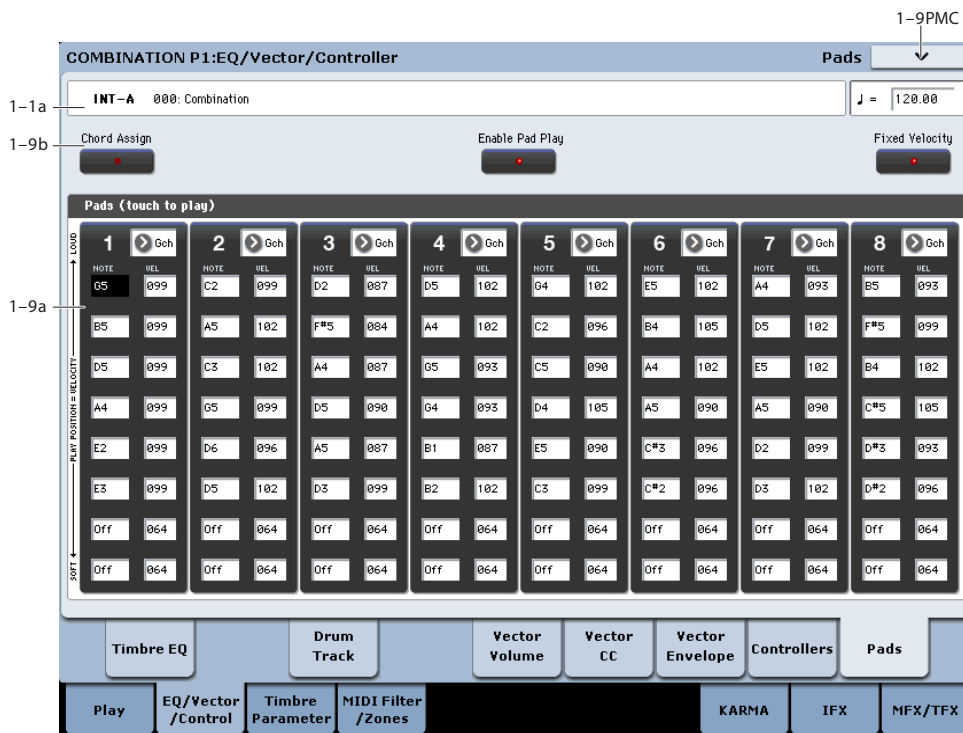 1–9PMC
COMBINATION P1:EQ/Vector/Controller Pads
1–1a INT-A 000: Combination ♩ = 120.00
1–9b Chord Assign Enable Pad Play Fixed Velocity
Pads (touch to play)
LOUD
PLAY POSITION = VELOCITY
SOFT
1 Gch 2 Gch 3 Gch 4 Gch 5 Gch 6 Gch 7 Gch 8 Gch
NOTE VEL NOTE VEL NOTE VEL NOTE VEL NOTE VEL NOTE VEL NOTE VEL NOTE VEL
1–9a G5 099 C2 099 D2 087 D5 102 G4 102 E5 102 A4 093 B5 093
B5 099 A5 102 F#5 084 A4 102 C2 096 B4 105 D5 102 F#5 099
D5 099 C3 102 A4 087 G5 093 C5 090 A4 102 E5 102 B4 102
A4 099 G5 099 D5 090 G4 093 D4 105 A5 090 A5 090 C#5 105
E2 099 D6 096 A5 087 B1 087 E5 090 C#3 096 D2 099 D#3 093
E3 099 D5 102 D3 099 B2 102 C3 099 C#2 096 D3 102 D#2 096
Off 064 Off 064 Off 064 Off 064 Off 064 Off 064 Off 064 Off 064
Off 064 Off 064 Off 064 Off 064 Off 064 Off 064 Off 064 Off 064
Timbre EQ Drum Track Vector Volume Vector CC Vector Envelope Controllers Pads
Play EQ/Vector /Control Timbre Parameter MIDI Filter /Zones KARMA IFX MFX/TFX